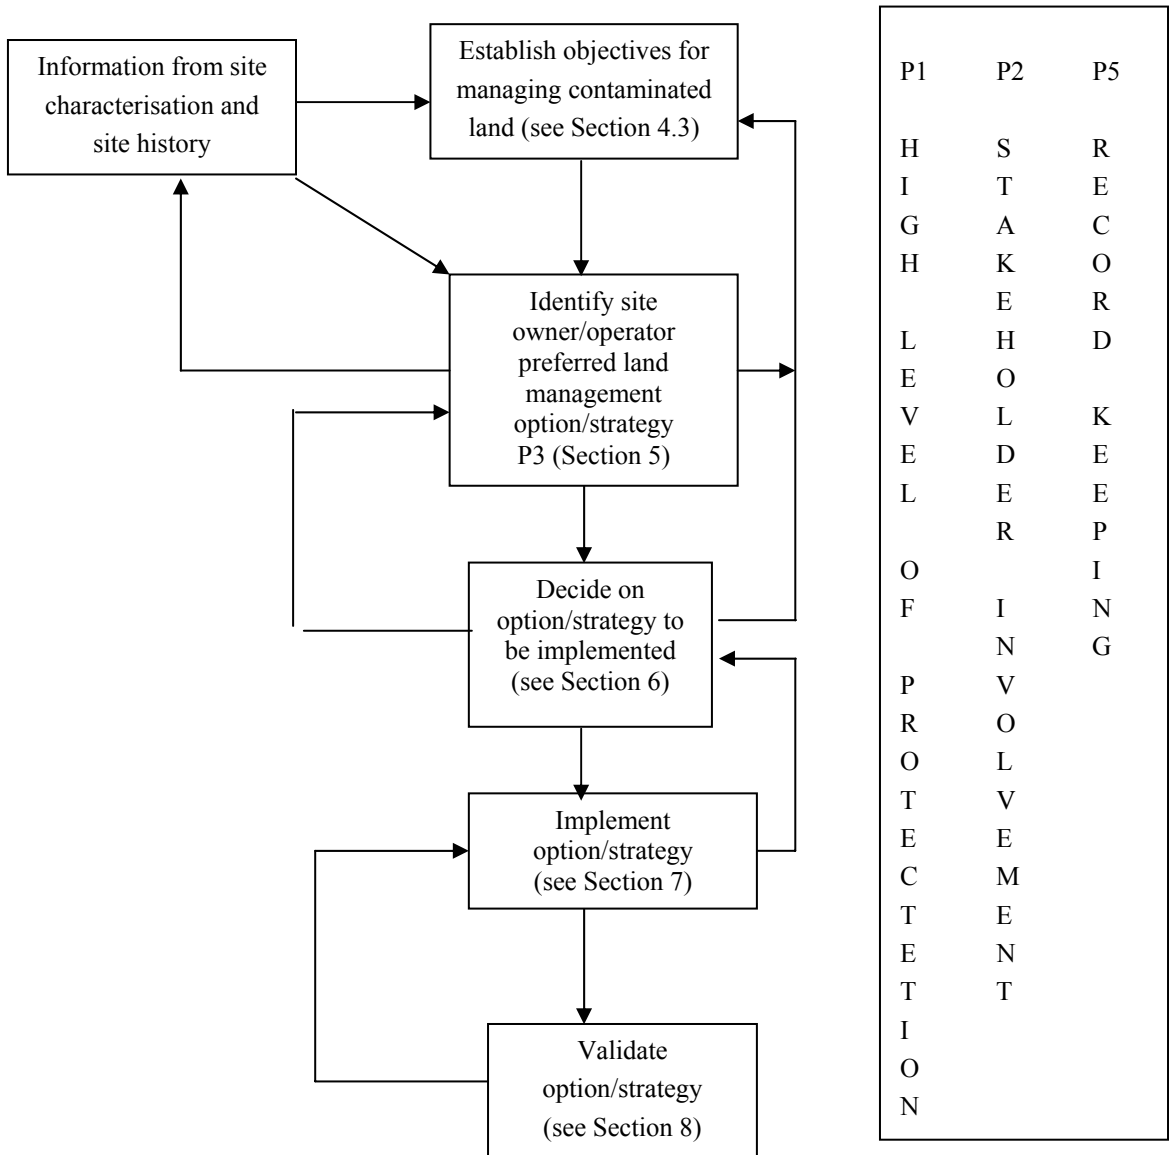 Information from site
characterisation and
site history
Establish objectives for
managing contaminated
land (see Section 4.3)
Identify site
owner/operator
preferred land
management
option/strategy
P3 (Section 5)
Decide on
option/strategy to
be implemented
(see Section 6)
Implement
option/strategy
(see Section 7)
Validate
option/strategy
(see Section 8)
P1
HIGH LEVEL OF PROTECTETION
P2
STAKEHOLDER INVOLVEMENT
P5
RECORD KEEPING